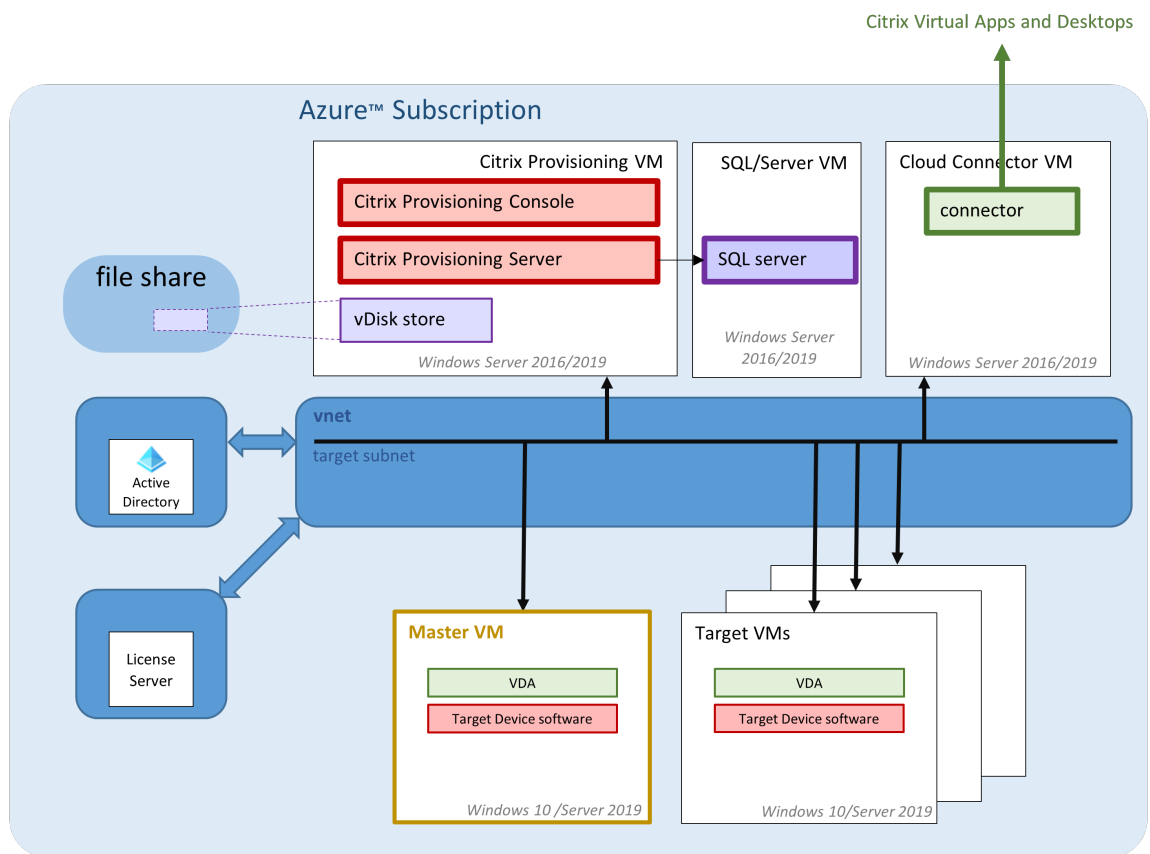 Citrix Virtual Apps and Desktops
Azure™ Subscription
Citrix Provisioning VM
Citrix Provisioning Console
Citrix Provisioning Server
vDisk store
Windows Server 2016/2019
SQL/Server VM
SQL server
Windows Server
2016/2019
Cloud Connector VM
connector
Windows Server 2016/2019
file share
vnet
target subnet
Active
Directory
License
Server
Master VM
VDA
Target Device software
Windows 10 /Server 2019
Target VMs
VDA
Target Device software
Windows 10/Server 2019